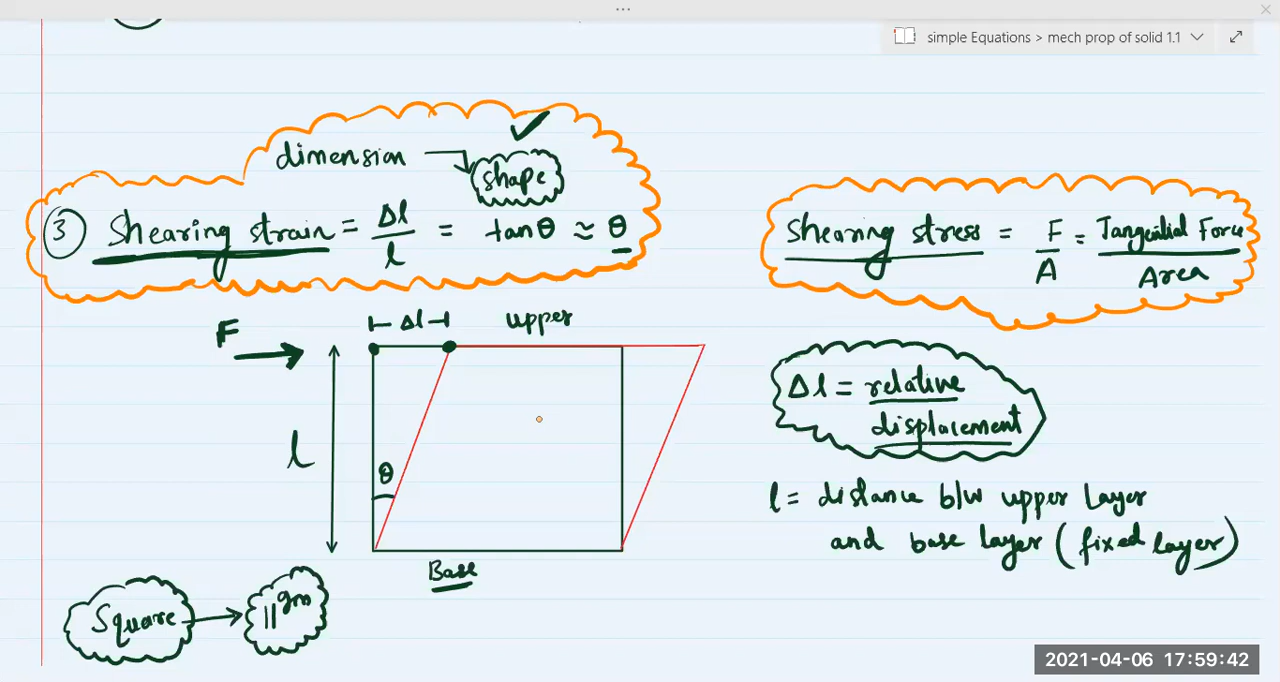 simple Equations > mech prop of solid 1.1
dimension → shape
③ Shearing strain = Δl/l = tanθ ≈ θ
Shearing stress = F/A = Tangential Force/Area
F
Δl
upper
l
θ
Base
Square → ||gm
Δl = relative
displacement
l = distance b/w upper Layer
and base layer (fixed layer)
2021-04-06 17:59:42